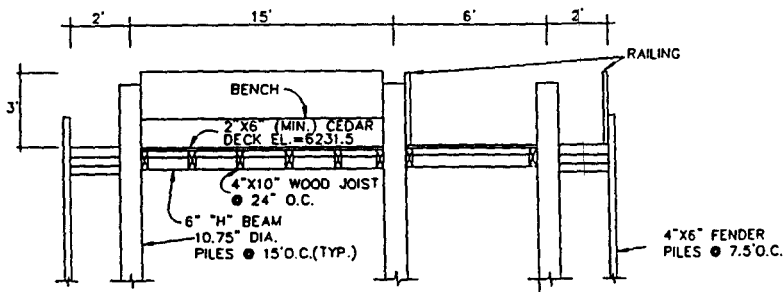 2'
15'
6'
2'
RAILING
3'
BENCH
2"X6" (MIN.) CEDAR
DECK EL.=6231.5
4"X10" WOOD JOIST
@ 24" O.C.
6" "H" BEAM
10.75" DIA.
PILES @ 15'O.C.(TYP.)
4"X6" FENDER
PILES @ 7.5'O.C.